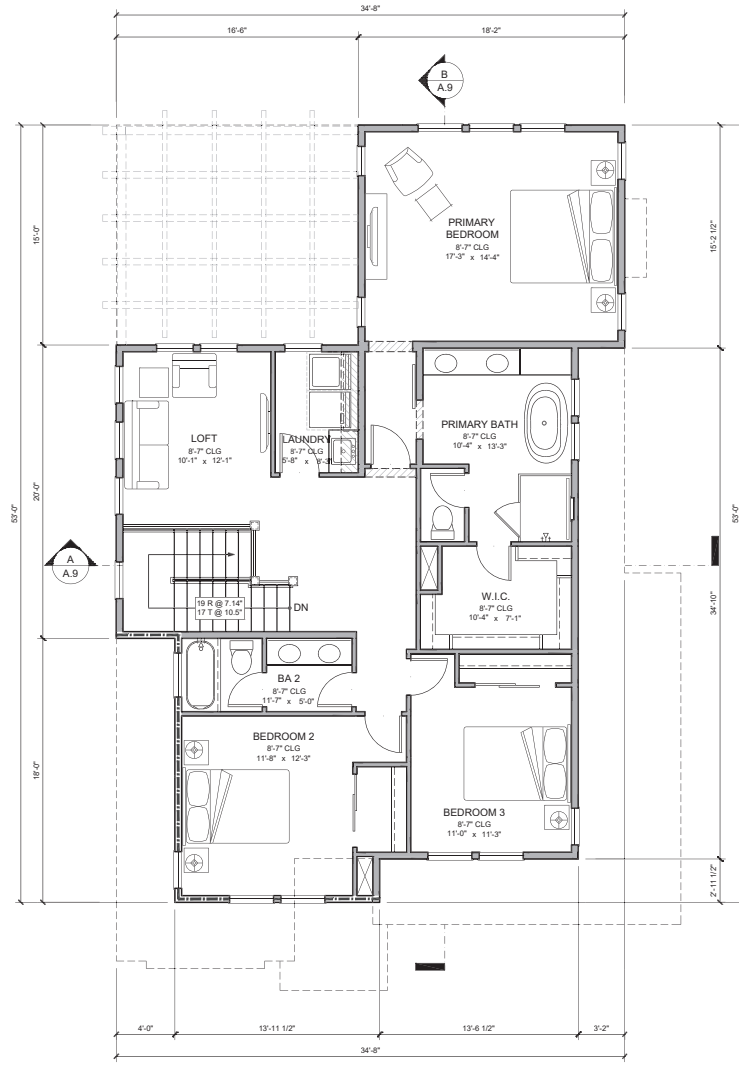 34'-8"
16'-6"
18'-2"
B
A.9
15'-0"
15'-2 1/2"
PRIMARY
BEDROOM
8'-7" CLG
17'-3" x 14'-4"
LOFT
8'-7" CLG
10'-1" x 12'-1"
LAUNDRY
8'-7" CLG
5'-8" x 8'-3"
PRIMARY BATH
8'-7" CLG
10'-4" x 13'-3"
53'-0"
20'-0"
53'-0"
A
A.9
19 R @ 7.14"
17 T @ 10.5"
DN
W.I.C.
8'-7" CLG
10'-4" x 7'-1"
34'-10"
BA 2
8'-7" CLG
11'-7" x 5'-0"
18'-0"
BEDROOM 2
8'-7" CLG
11'-8" x 12'-3"
BEDROOM 3
8'-7" CLG
11'-0" x 11'-3"
2'-11 1/2"
4'-0"
13'-11 1/2"
13'-6 1/2"
3'-2"
34'-8"